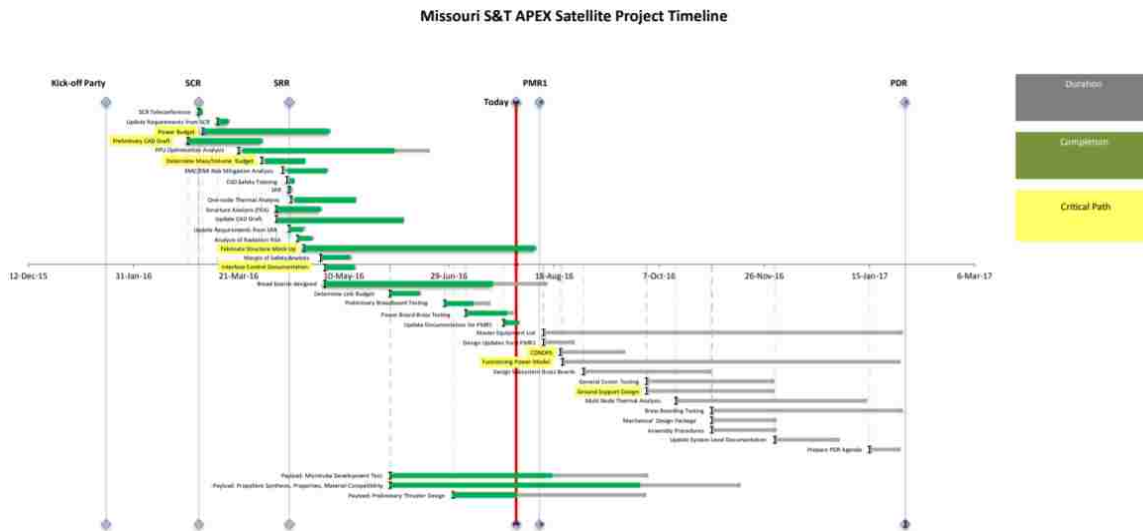 Missouri S&T APEX Satellite Project Timeline
Kick-off Party
SCR
SRR
PMR1
PDR
Today
Duration
Completion
Critical Path
SCR Teleconference
Update Requirements from SCR
Power Budget
Preliminary CAD Draft
PPU Optimization Analysis
Determine Mass/Volume Budget
EMC/EMI Risk Mitigation Analysis
ESD Safety Training
SRR
One-node Thermal Analysis
Structure Analysis (FEA)
Update CAD Draft
Update Requirements from SRR
Analysis of Radiation
Fabricate Structure Mock Up
Margin of Safety Analysis
Interface Control Documentation
12-Dec-15
31-Jan-16
21-Mar-16
10-May-16
29-Jun-16
18-Aug-16
7-Oct-16
26-Nov-16
15-Jan-17
6-Mar-17
Bread boards designed
Determine Link Budget
Preliminary Breadboard Testing
Power Board Brass Testing
Update Documentation for PMR1
Master Equipment List
Design Updates from PMR1
CONOPS
Functioning Power Model
Design Subsystem Brass Boards
General Comm Testing
Ground Support Design
Multi Node Thermal Analysis
Brass Boarding Testing
Mechanical Design Package
Assembly Procedures
Update System Level Documentation
Prepare PDR Agenda
Payload: Microtube Development Test
Payload: Propellant Synthesis, Properties, Material Compatibility
Payload: Preliminary Thruster Design